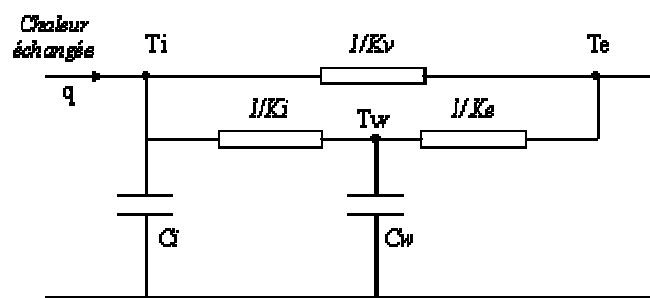 Chaleur
échangée
Ti
1/Kv
Te
q
1/Ki
Tw
1/Ke
Ci
Cw